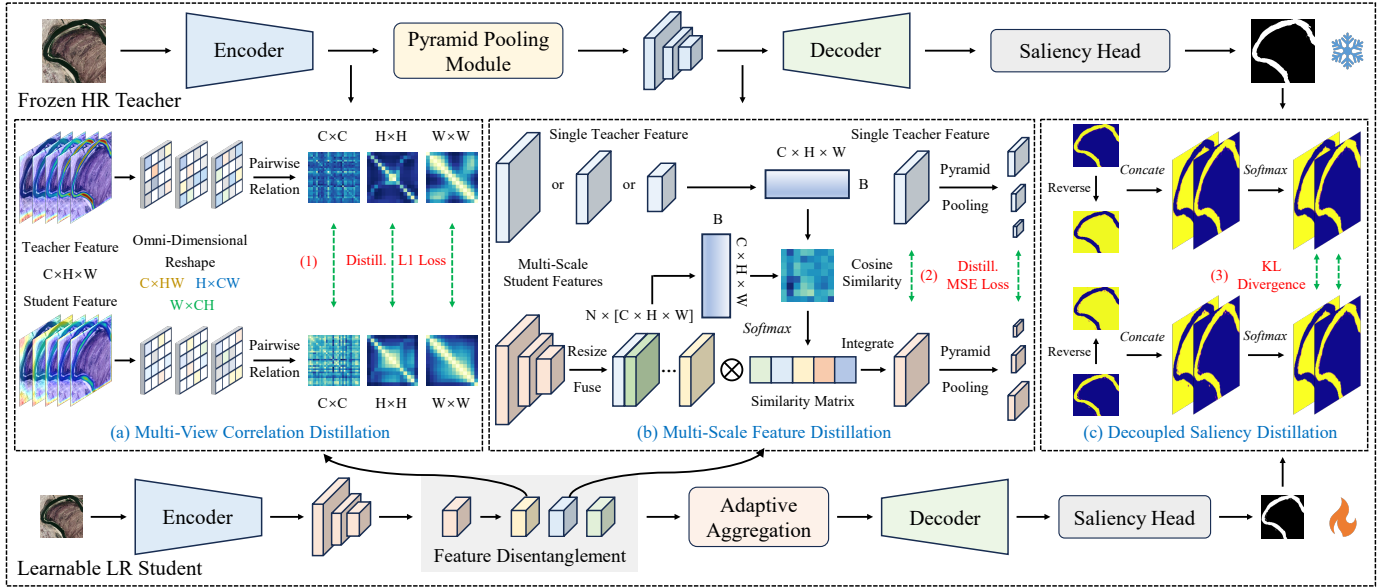 Encoder
Pyramid Pooling
Module
Decoder
Saliency Head
Frozen HR Teacher
C×C
H×H
W×W
Pairwise
Relation
Teacher Feature
C×H×W
Student Feature
Omni-Dimensional
Reshape
C×HW
H×CW
W×CH
(1)
Distill.
L1 Loss
Pairwise
Relation
C×C
H×H
W×W
(a) Multi-View Correlation Distillation
Single Teacher Feature
or
or
C × H × W
B
Single Teacher Feature
Pyramid
Pooling
B
C × H × W
Multi-Scale
Student Features
Cosine
Similarity
(2)
Distill.
MSE Loss
N × [C × H × W]
Softmax
Resize
Fuse
...
Integrate
Similarity Matrix
Pyramid
Pooling
(b) Multi-Scale Feature Distillation
Reverse
Concate
Softmax
(3)
KL
Divergence
Reverse
Concate
Softmax
(c) Decoupled Saliency Distillation
Encoder
Feature Disentanglement
Adaptive
Aggregation
Decoder
Saliency Head
Learnable LR Student